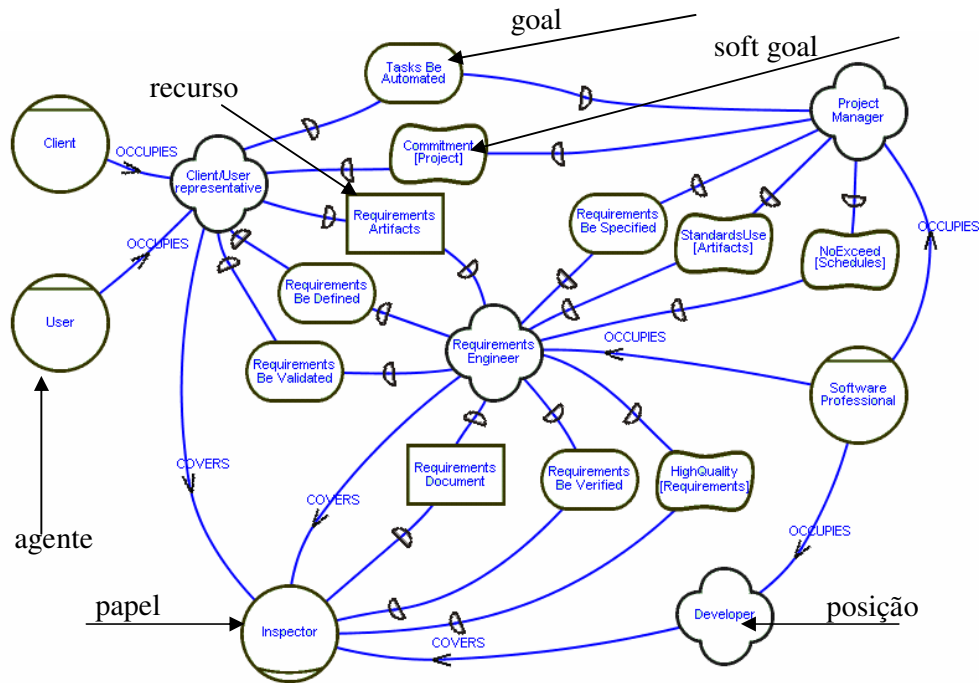 goal
soft goal
recurso
Tasks Be
Automated
Project
Manager
Client
OCCUPIES
Commitment
[Project]
Client/User
representative
Requirements
Artifacts
Requirements
Be Specified
StandardsUse
[Artifacts]
NoExceed
[Schedules]
OCCUPIES
OCCUPIES
User
Requirements
Be Defined
Requirements
Be Validated
Requirements
Engineer
OCCUPIES
Software
Professional
COVERS
Requirements
Document
Requirements
Be Verified
HighQuality
[Requirements]
COVERS
OCCUPIES
agente
papel
Inspector
Developer
posição
COVERS